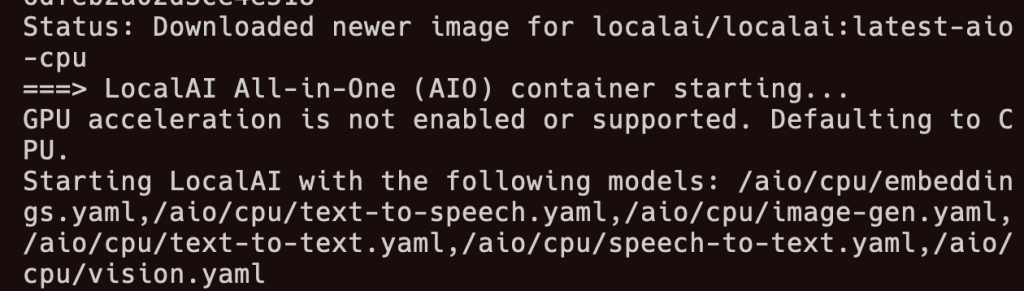 Status: Downloaded newer image for localai/localai:latest-aio
-cpu
===> LocalAI All-in-One (AIO) container starting...
GPU acceleration is not enabled or supported. Defaulting to C
PU.
Starting LocalAI with the following models: /aio/cpu/embeddin
gs.yaml,/aio/cpu/text-to-speech.yaml,/aio/cpu/image-gen.yaml,
/aio/cpu/text-to-text.yaml,/aio/cpu/speech-to-text.yaml,/aio/
cpu/vision.yaml